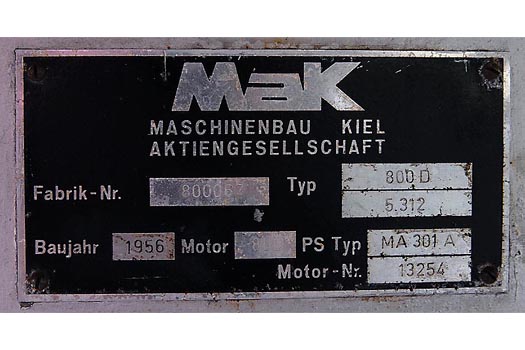 MaK
MASCHINENBAU KIEL
AKTIENGESELLSCHAFT
Fabrik-Nr. Typ 800 D
5.312
Baujahr 1956 Motor PS Typ MA 301 A
Motor-Nr. 13254